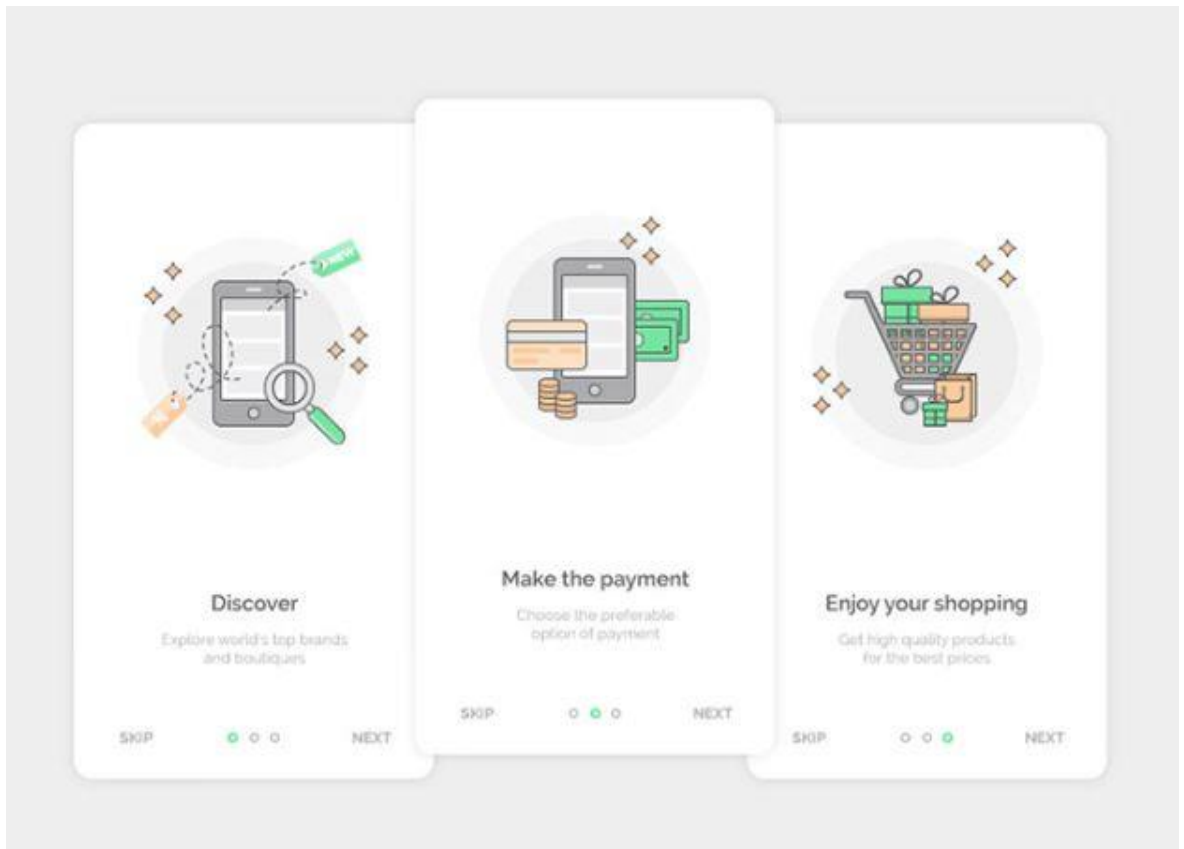 NEW
Discover
Explore world's top brands
and boutiques
SKIP
NEXT
Make the payment
Choose the preferable
option of payment
SKIP
NEXT
Enjoy your shopping
Get high quality products
for the best prices
SKIP
NEXT